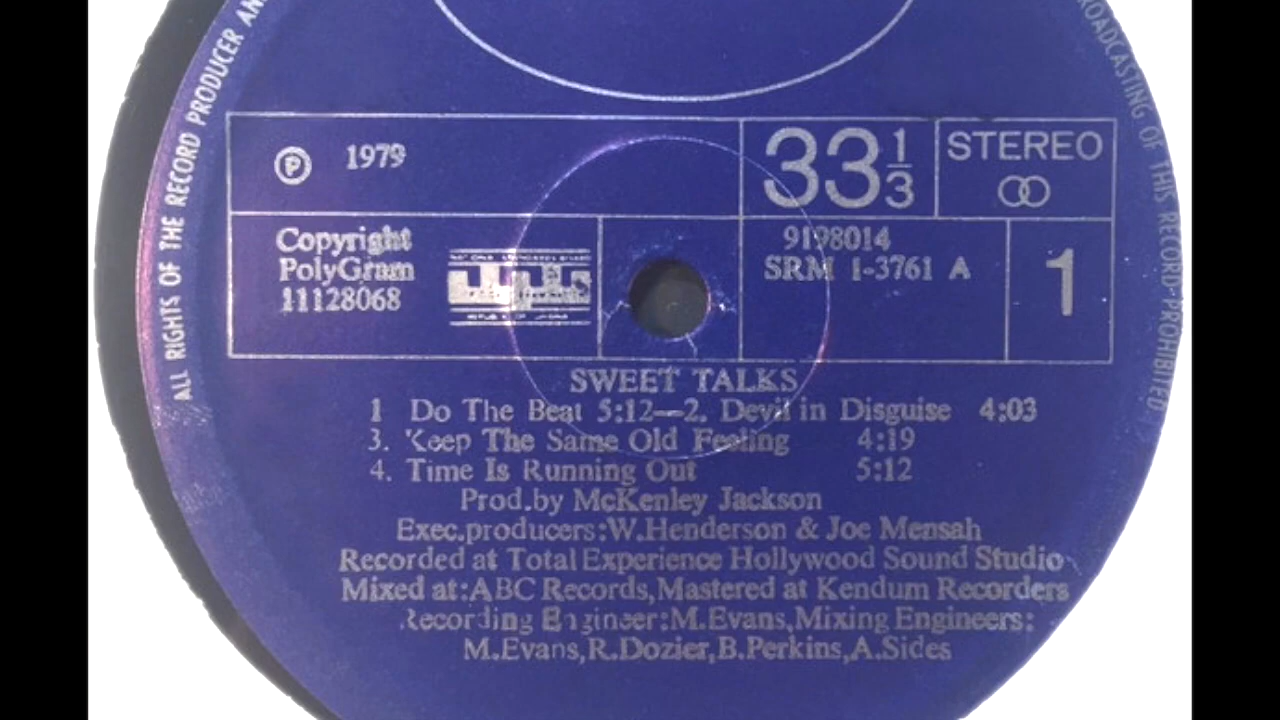 ALL RIGHTS OF THE RECORD PRODUCER AN
ROADCASTING OF THIS RECORD PROHIBITED
℗ 1979
33 1/3
STEREO
Copyright
PolyGram
11128068
9198014
SRM 1-3761 A
1
SWEET TALKS
1 Do The Beat 5:12—2. Devil in Disguise 4:03
3. Keep The Same Old Feeling 4:19
4. Time Is Running Out 5:12
Prod.by McKenley Jackson
Exec.producers:W.Henderson & Joe Mensah
Recorded at Total Experience Hollywood Sound Studio
Mixed at:ABC Records,Mastered at Kendum Recorders
Recording Engineer:M.Evans,Mixing Engineers:
M.Evans,R.Dozier,B.Perkins,A.Sides